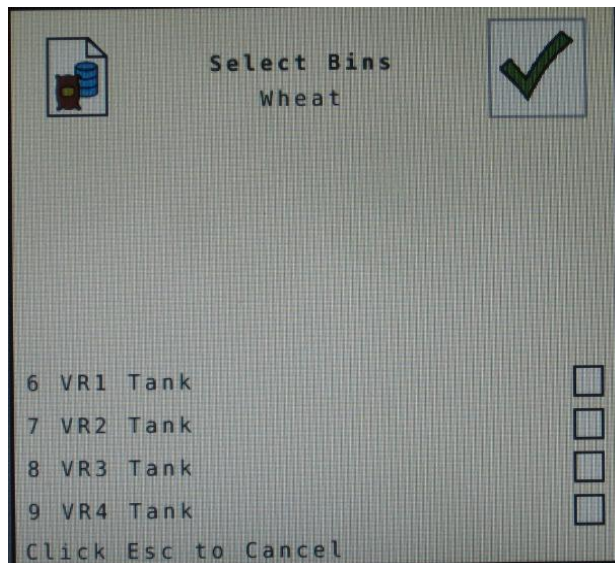 Select Bins
Wheat
6 VR1 Tank
7 VR2 Tank
8 VR3 Tank
9 VR4 Tank
Click Esc to Cancel